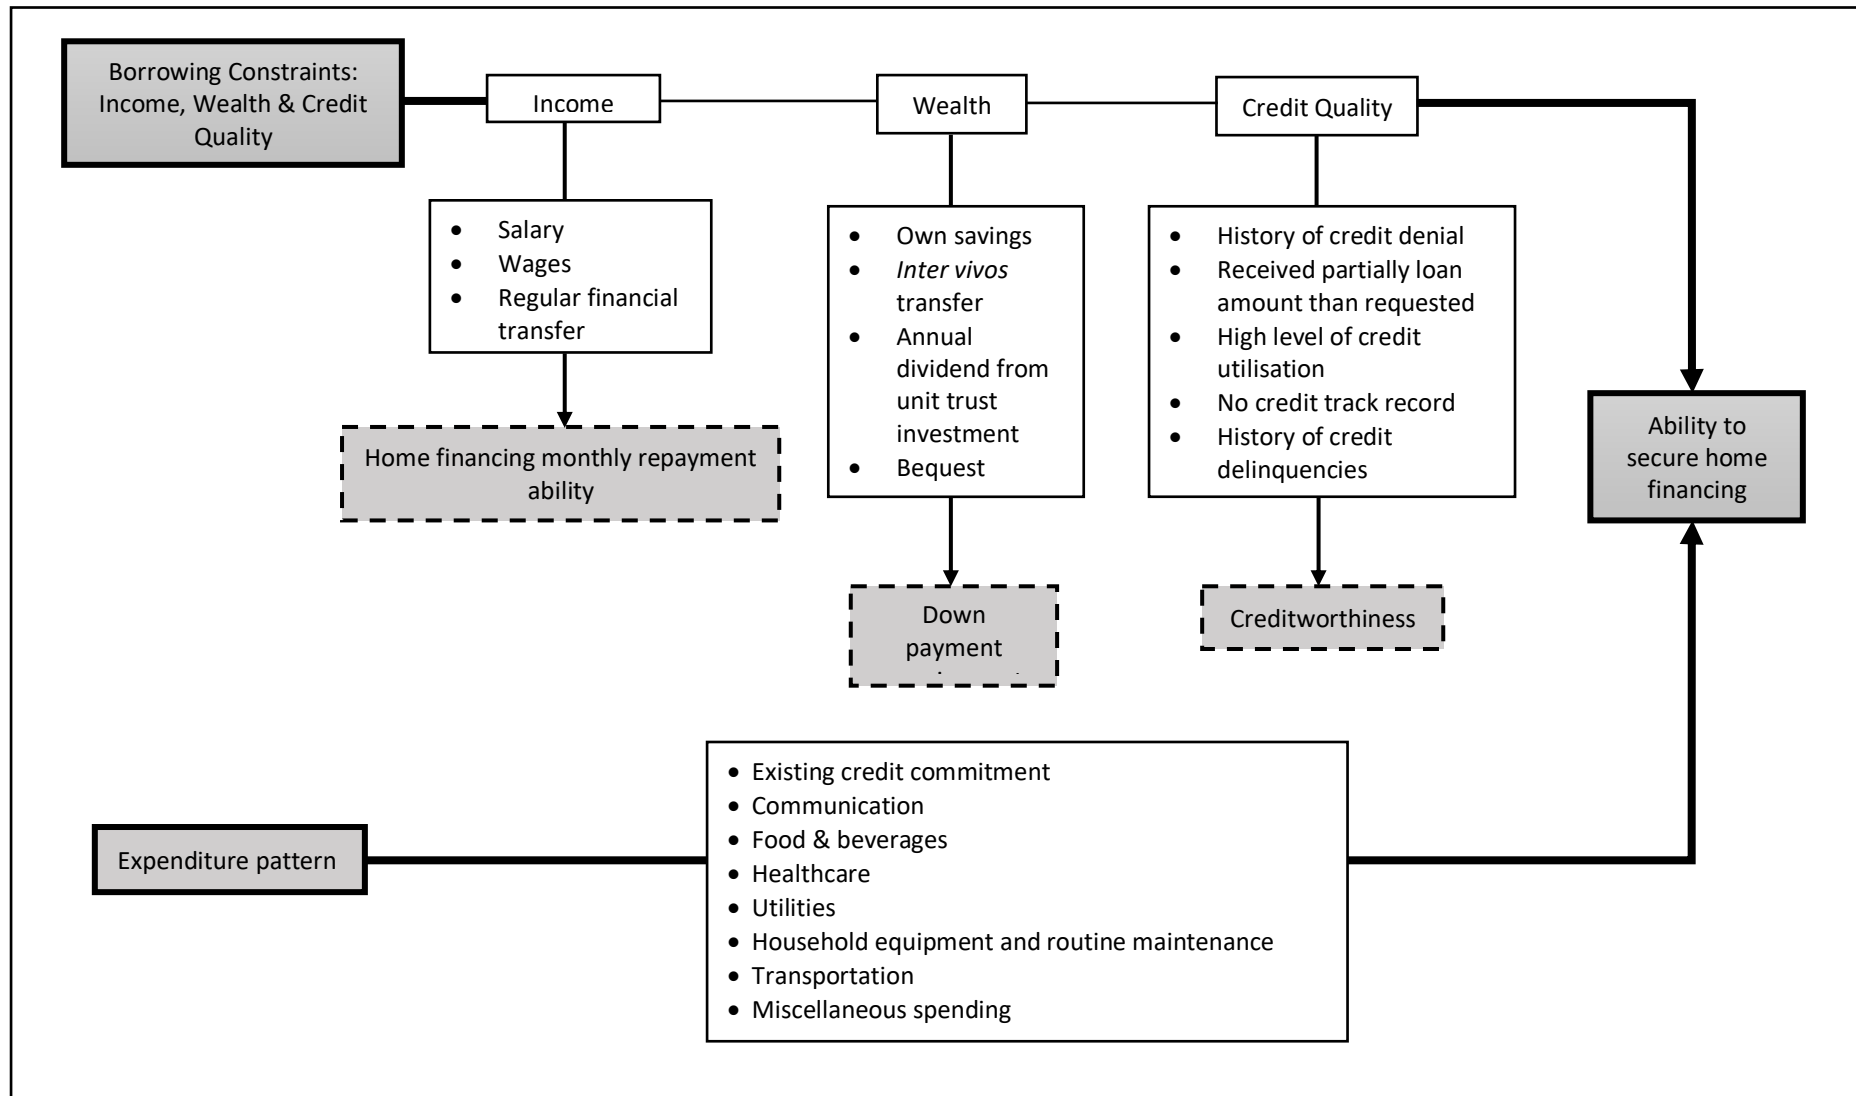 Borrowing Constraints:
Income, Wealth & Credit
Quality
Income
Wealth
Credit Quality
• Salary
• Wages
• Regular financial
transfer
• Own savings
• Inter vivos
transfer
• Annual
dividend from
unit trust
investment
• Bequest
• History of credit denial
• Received partially loan
amount than requested
• High level of credit
utilisation
• No credit track record
• History of credit
delinquencies
Home financing monthly repayment
ability
Down
payment
Creditworthiness
Ability to
secure home
financing
Expenditure pattern
• Existing credit commitment
• Communication
• Food & beverages
• Healthcare
• Utilities
• Household equipment and routine maintenance
• Transportation
• Miscellaneous spending